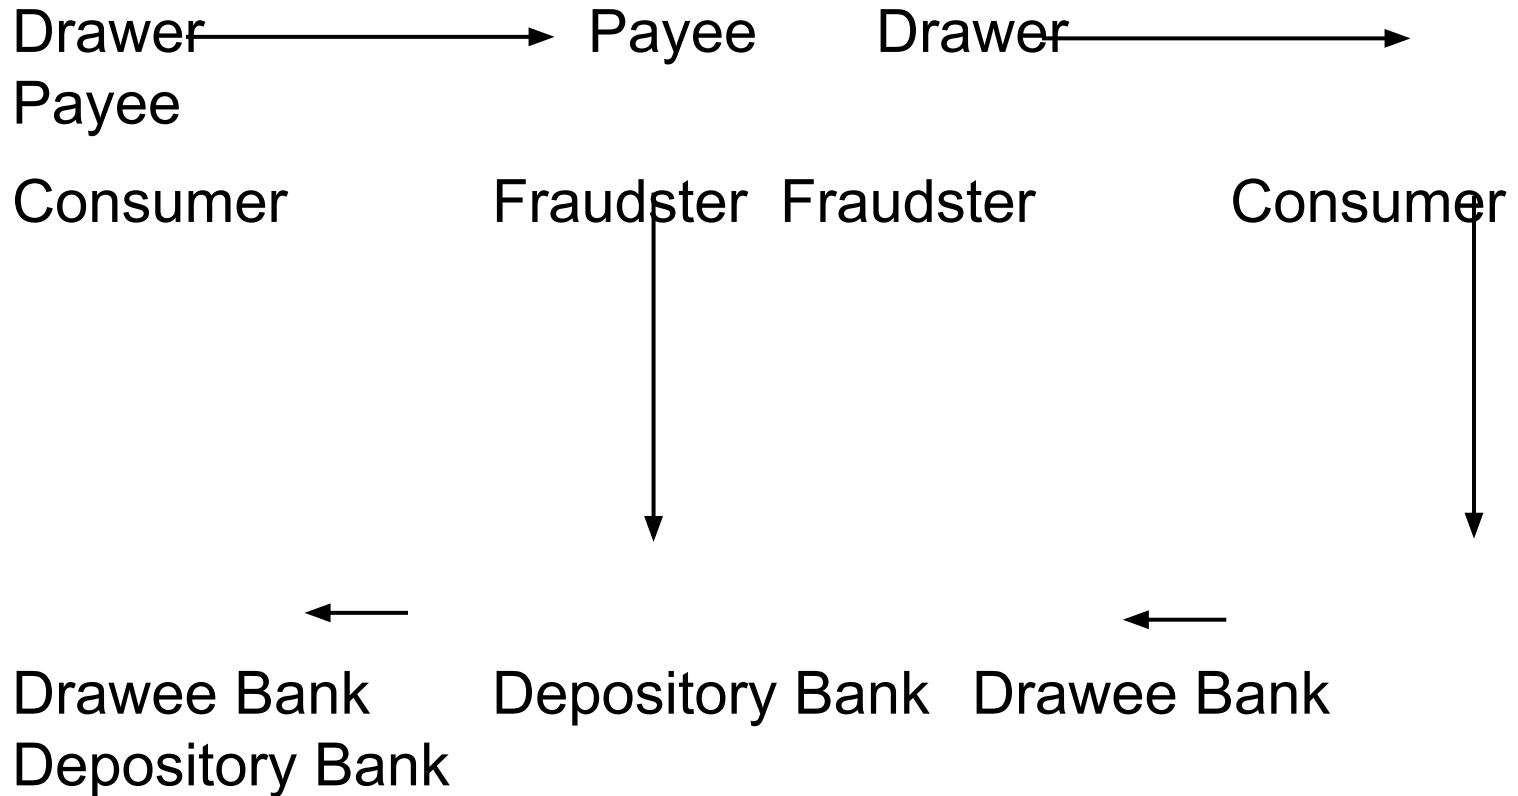 Drawer Payee Drawer
Payee
Consumer Fraudster Fraudster Consumer
Drawee Bank Depository Bank Drawee Bank
Depository Bank